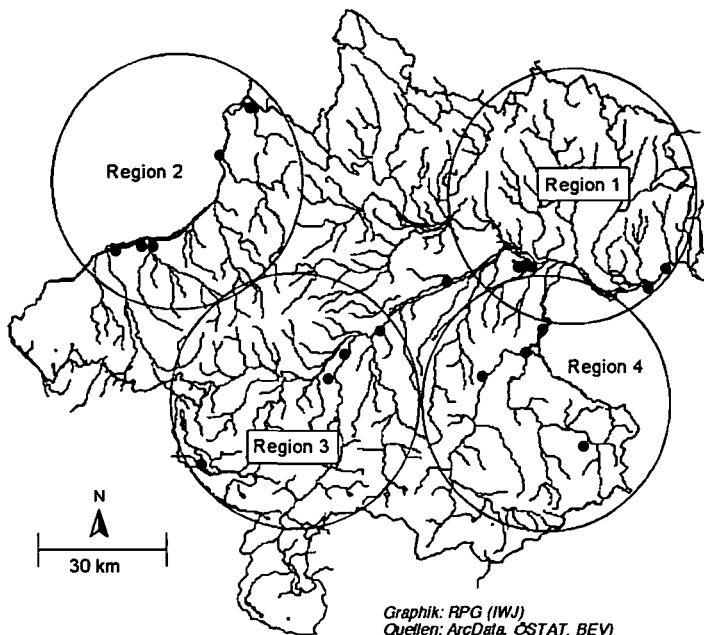 Region 2
Region 1
Region 4
Region 3
N
30 km
Graphik: RPG (IWJ)
Quellen: ArcData, ÖSTAT, BEV)